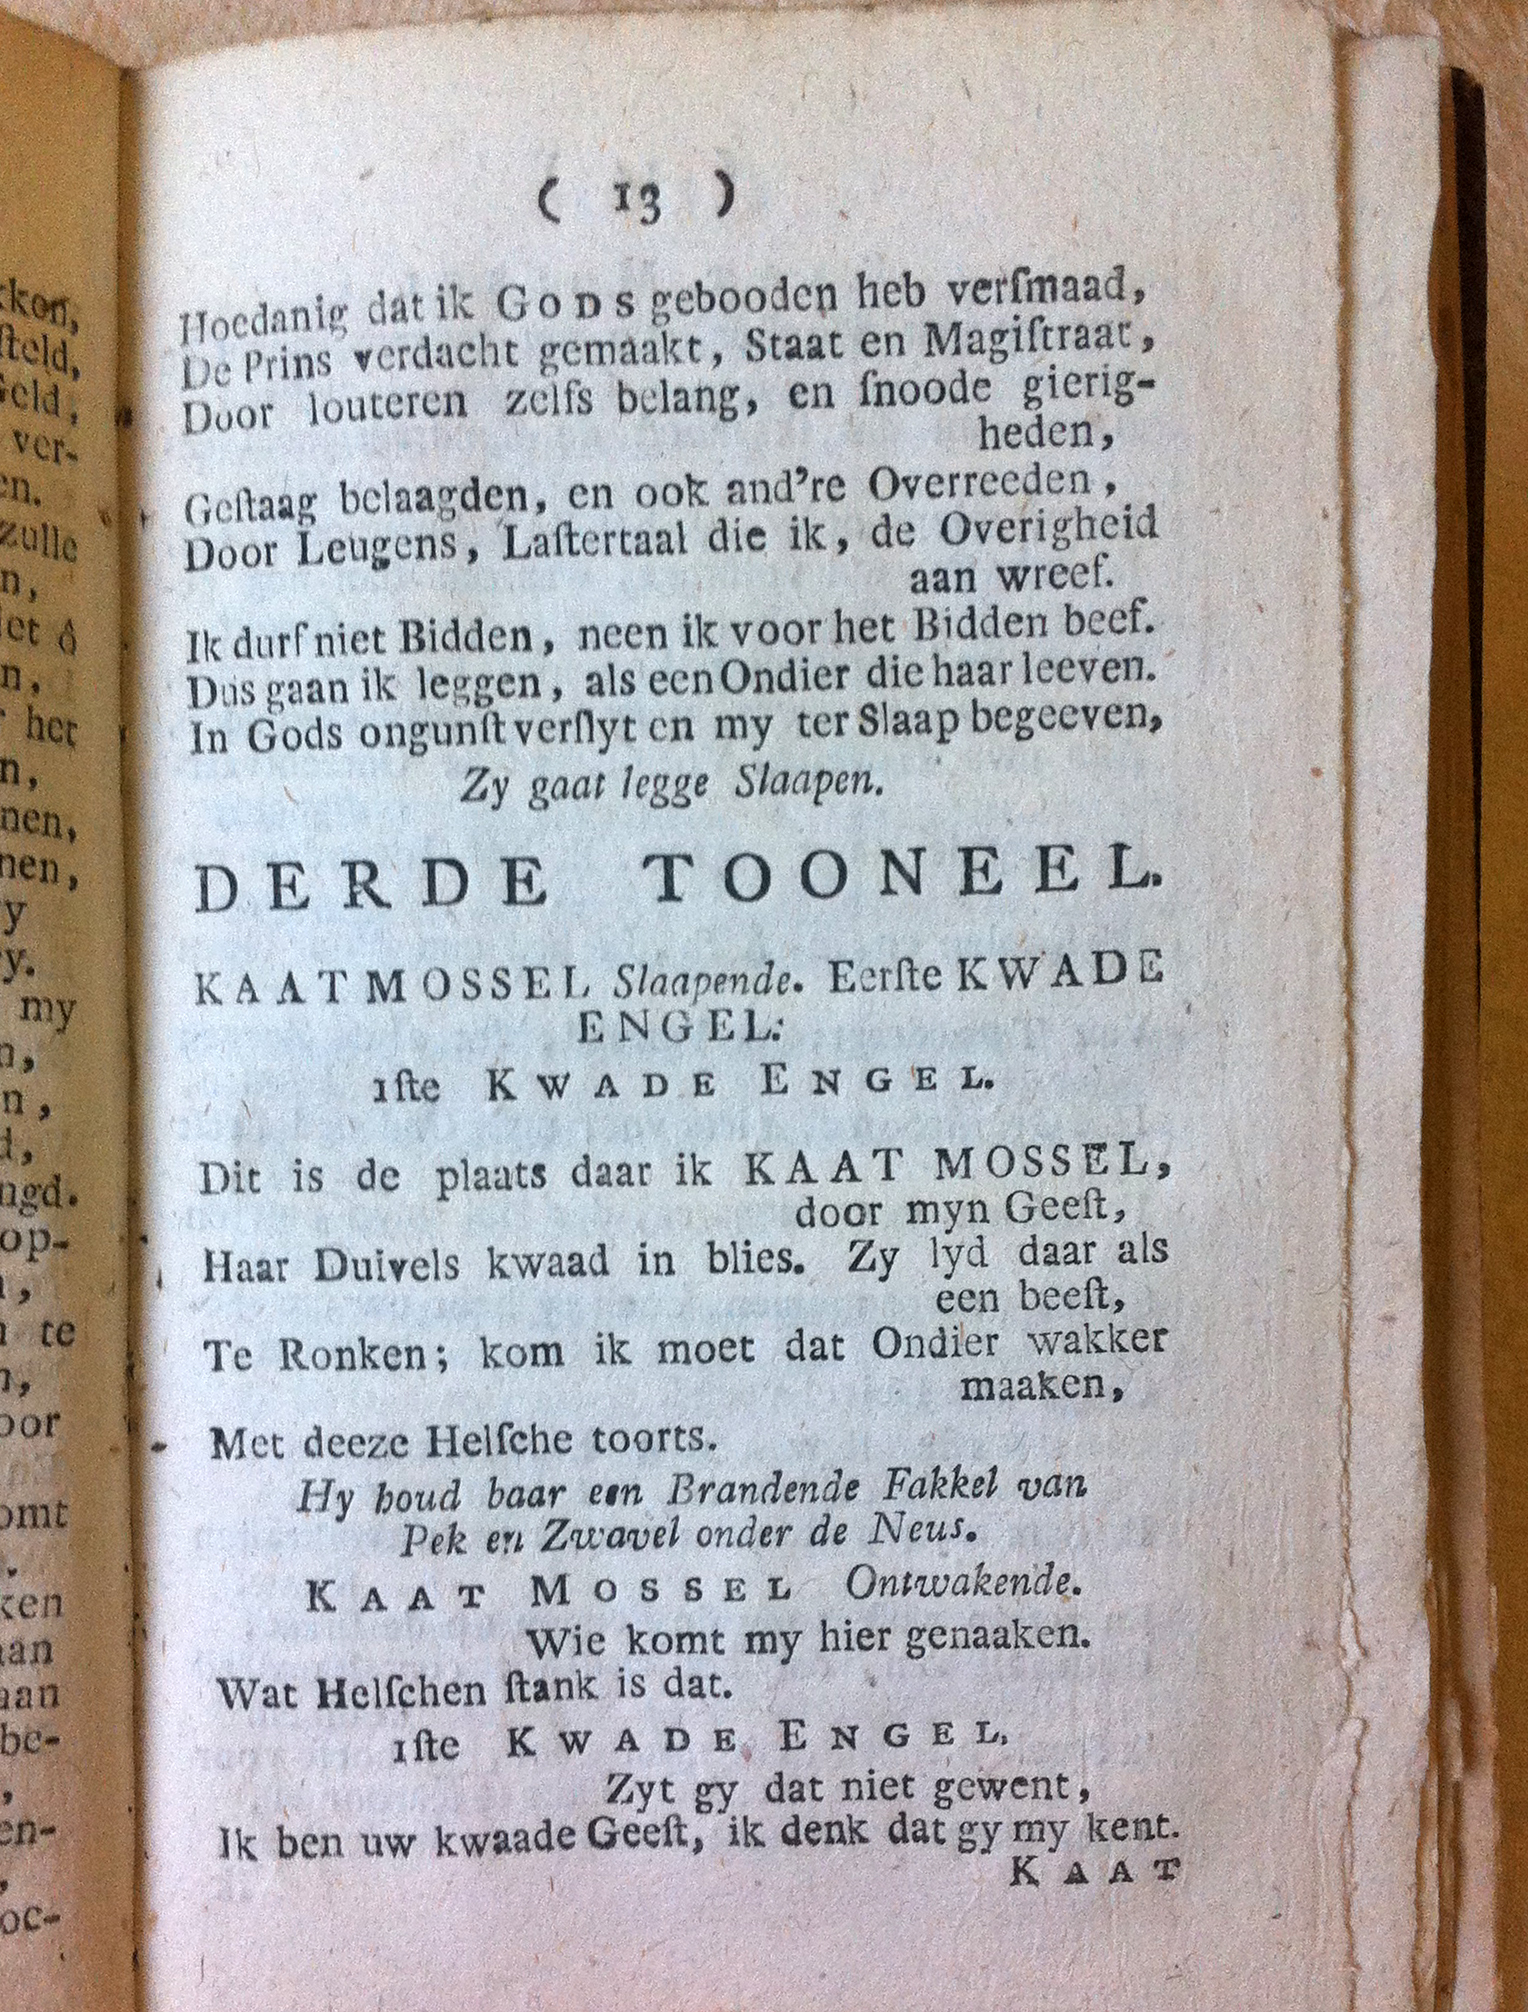 ( 13 )
Hoedanig dat ik GODS gebooden heb verſmaad,
De Prins verdacht gemaakt, Staat en Magiſtraat,
Door louteren zelfs belang, en ſnoode gierig-
heden,
Geſtaag belaagden, en ook and’re Overreeden,
Door Leugens, Laſtertaal die ik, de Overigheid
aan wreef.
Ik durf niet Bidden, neen ik voor het Bidden beef.
Dus gaan ik leggen, als een Ondier die haar leeven.
In Gods ongunſt verſlyt en my ter Slaap begeeven,
Zy gaat legge Slaapen.
DERDE TOONEEL.
KAATMOSSEL Slaapende. Eerſte KWADE
ENGEL:
1ſte KWADE ENGEL.
Dit is de plaats daar ik KAAT MOSSEL,
door myn Geeſt,
Haar Duivels kwaad in blies. Zy lyd daar als
een beeſt,
Te Ronken; kom ik moet dat Ondier wakker
maaken,
Met deeze Helſche toorts.
Hy houd haar een Brandende Fakkel van
Pek en Zwavel onder de Neus.
KAAT MOSSEL Ontwakende.
Wie komt my hier genaaken.
Wat Helſchen ſtank is dat.
1ſte KWADE ENGEL.
Zyt gy dat niet gewent,
Ik ben uw kwaade Geeſt, ik denk dat gy my kent.
KAAT